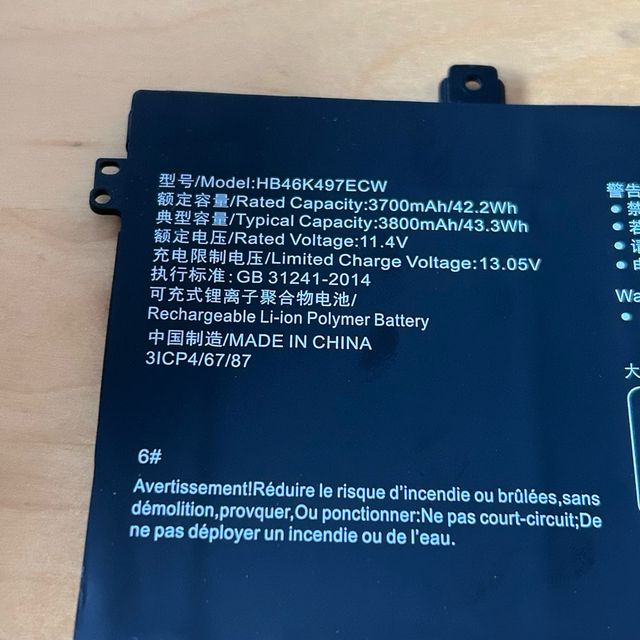 型号/Model:HB46K497ECW
额定容量/Rated Capacity:3700mAh/42.2Wh
典型容量/Typical Capacity:3800mAh/43.3Wh
额定电压/Rated Voltage:11.4V
充电限制电压/Limited Charge Voltage:13.05V
执行标准: GB 31241-2014
可充式锂离子聚合物电池/
Rechargeable Li-ion Polymer Battery
中国制造/MADE IN CHINA
3ICP4/67/87
6#
Avertissement!Réduire le risque d'incendie ou brûlées,sans
démolition,provquer,Ou ponctionner:Ne pas court-circuit;De
ne pas déployer un incendie ou de l'eau.
警告
• 禁
• 若
• 请
Wa
大